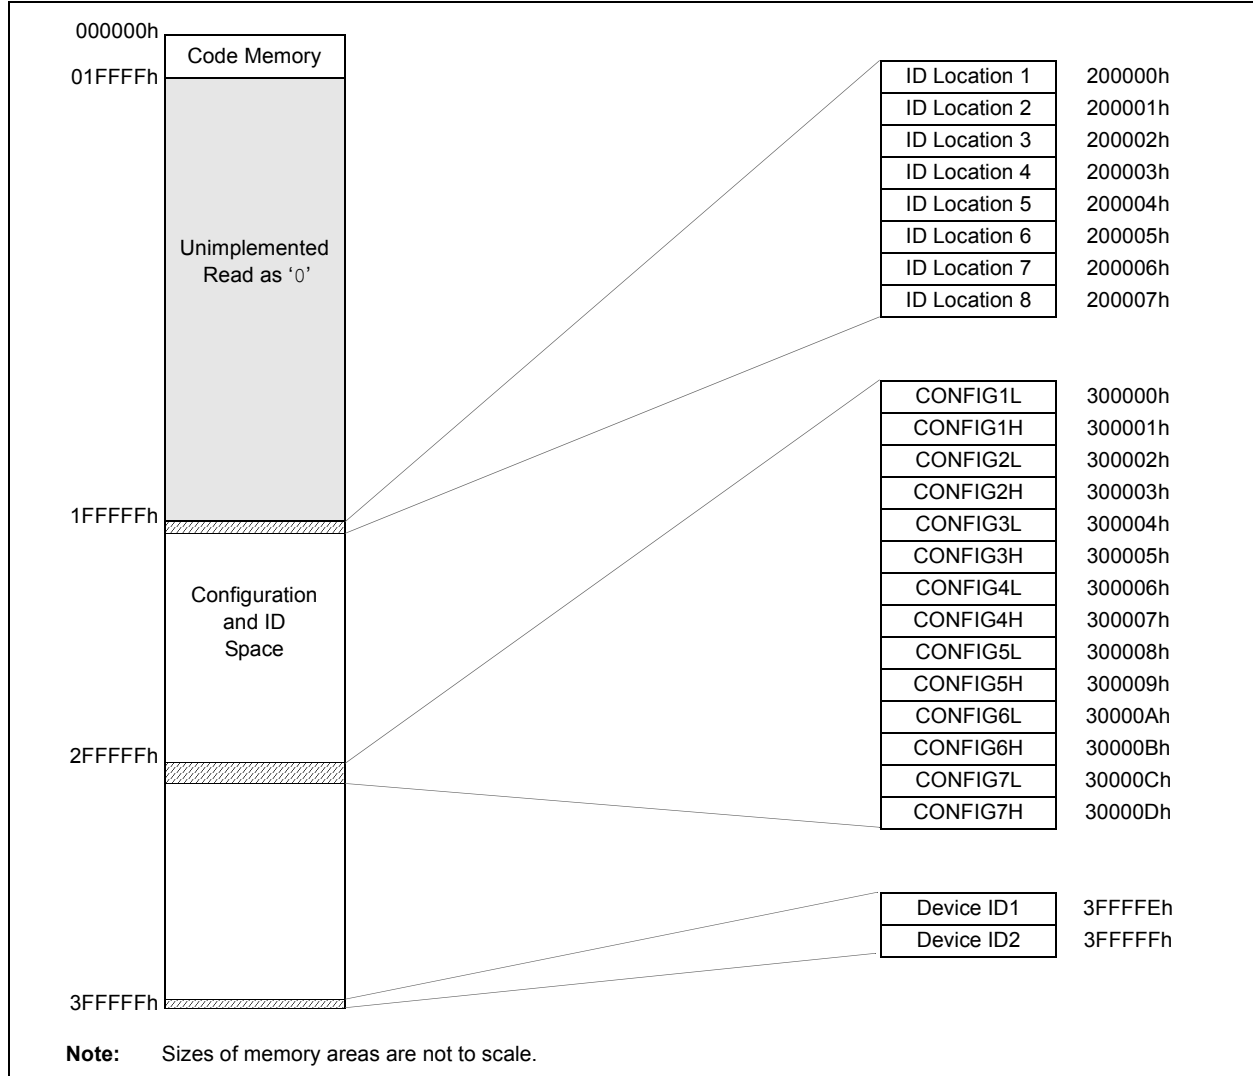 000000h
Code Memory
01FFFFh
Unimplemented
Read as ‘0’
1FFFFFh
Configuration
and ID
Space
2FFFFFh
3FFFFFh
ID Location 1 200000h
ID Location 2 200001h
ID Location 3 200002h
ID Location 4 200003h
ID Location 5 200004h
ID Location 6 200005h
ID Location 7 200006h
ID Location 8 200007h
CONFIG1L 300000h
CONFIG1H 300001h
CONFIG2L 300002h
CONFIG2H 300003h
CONFIG3L 300004h
CONFIG3H 300005h
CONFIG4L 300006h
CONFIG4H 300007h
CONFIG5L 300008h
CONFIG5H 300009h
CONFIG6L 30000Ah
CONFIG6H 30000Bh
CONFIG7L 30000Ch
CONFIG7H 30000Dh
Device ID1 3FFFFEh
Device ID2 3FFFFFh
Note: Sizes of memory areas are not to scale.